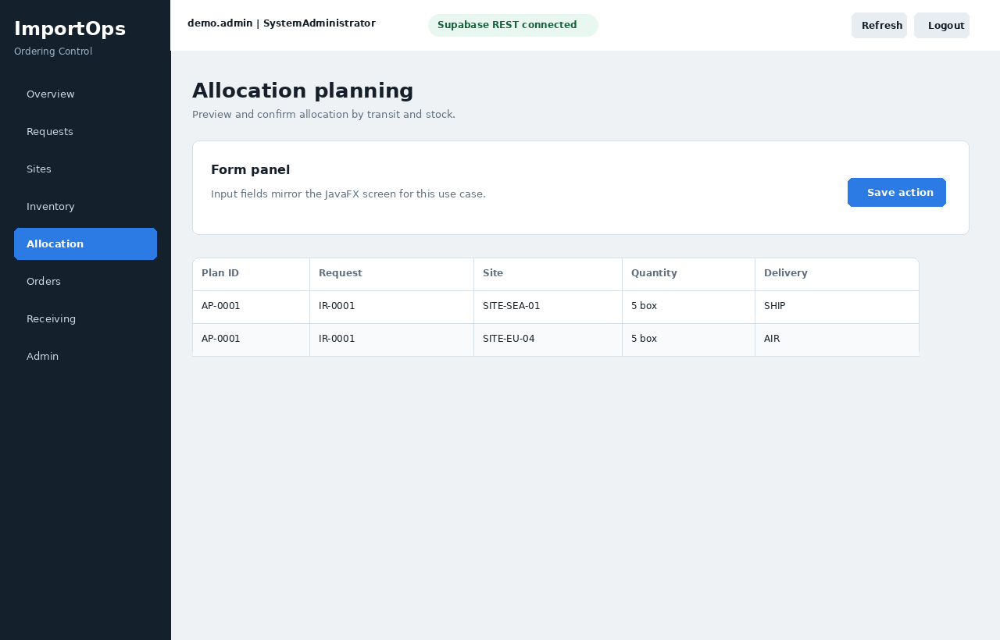 ImportOps
Ordering Control
demo.admin | SystemAdministrator
Supabase REST connected
Refresh
Logout
Overview
Requests
Sites
Inventory
Allocation
Orders
Receiving
Admin
Allocation planning
Preview and confirm allocation by transit and stock.
Form panel
Input fields mirror the JavaFX screen for this use case.
Save action
Plan ID Request Site Quantity Delivery
AP-0001 IR-0001 SITE-SEA-01 5 box SHIP
AP-0001 IR-0001 SITE-EU-04 5 box AIR